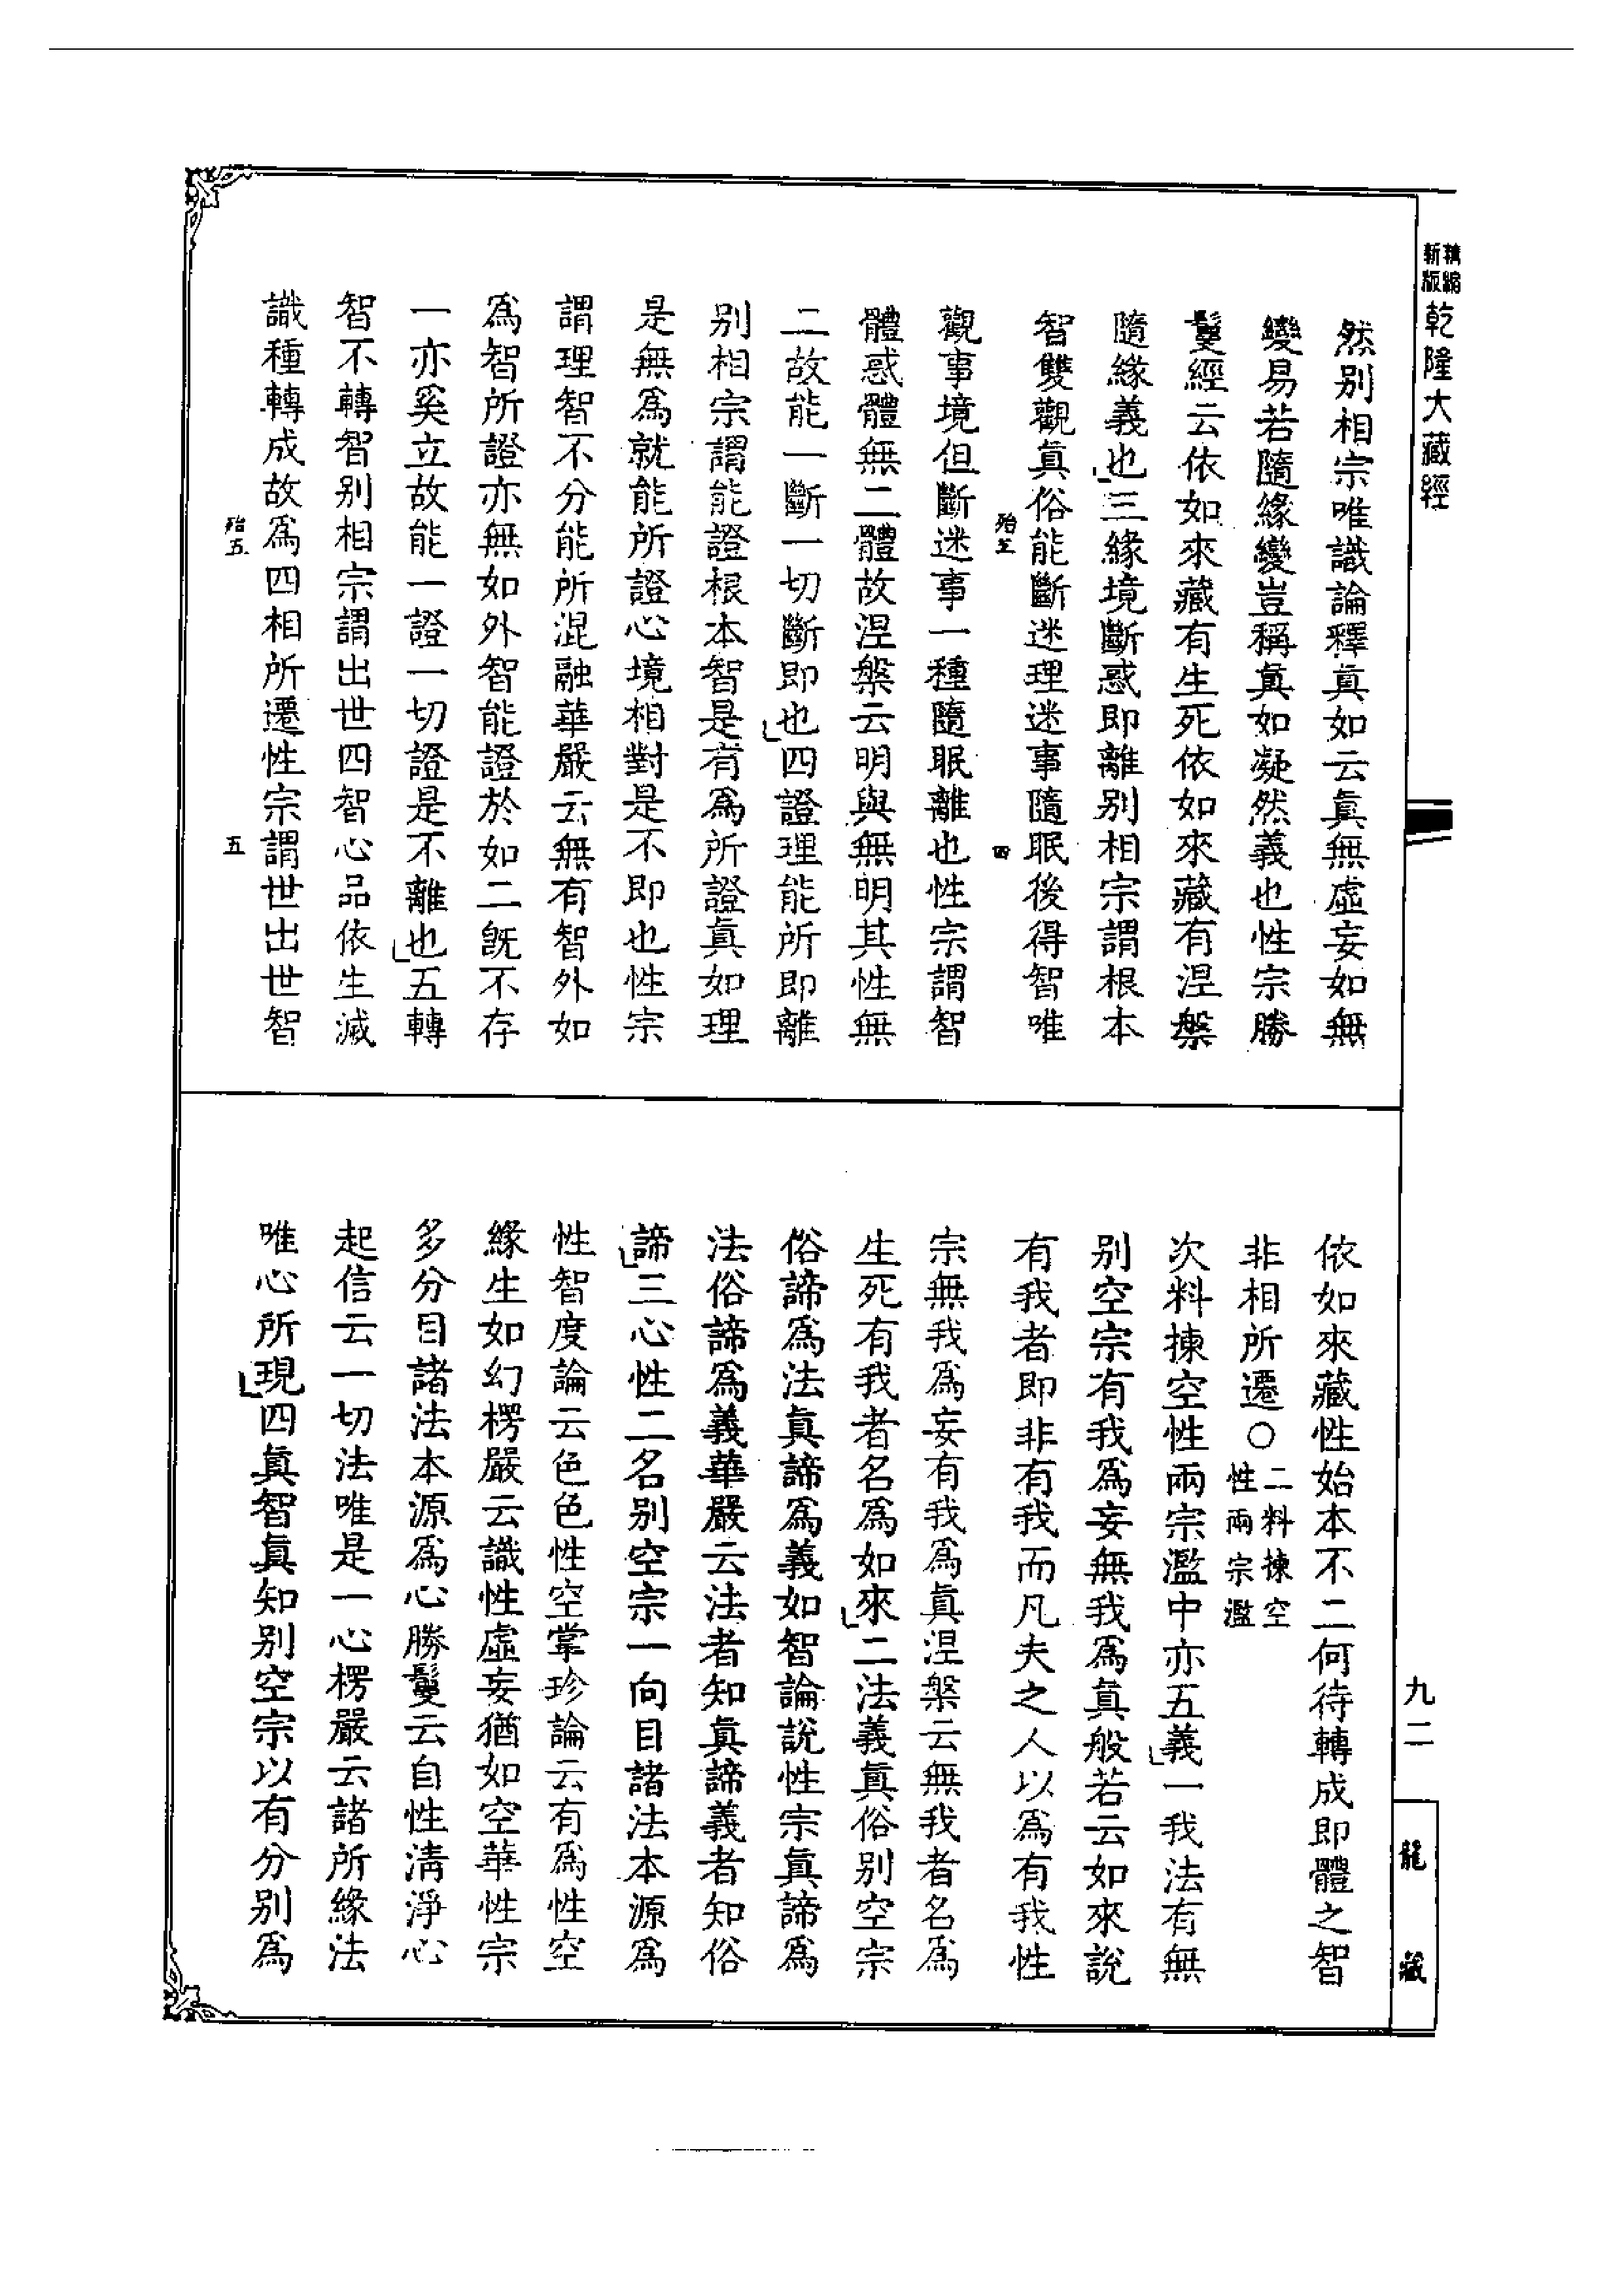 精縮
新版
乾隆大藏經
然別相宗唯識論釋眞如云眞無虛妄如無
變易若隨緣變豈稱眞如凝然義也性宗勝
鬘經云依如來藏有生死依如來藏有涅槃
隨緣義也三緣境斷惑即離別相宗謂根本
智雙觀眞俗能斷迷理迷事隨眠後得智唯
殆五 四
觀事境但斷迷事一種隨眠離也性宗謂智
體惑體無二體故涅槃云明與無明其性無
二故能一斷一切斷即也四證理能所即離
別相宗謂能證根本智是有爲所證眞如理
是無爲就能所證心境相對是不即也性宗
謂理智不分能所混融華嚴云無有智外如
爲智所證亦無如外智能證於如二旣不存
一亦奚立故能一證一切證是不離也五轉
智不轉智別相宗謂出世四智心品依生滅
識種轉成故爲四相所遷性宗謂世出世智
殆五 五
依如來藏性始本不二何待轉成即體之智
非相所遷○二料揀空性兩宗濫
次料揀空性兩宗濫中亦五義一我法有無
別空宗有我爲妄無我爲眞般若云如來說
有我者即非有我而凡夫之人以爲有我性
宗無我爲妄有我爲眞涅槃云無我者名爲
生死有我者名爲如來二法義眞俗別空宗
俗諦爲法眞諦爲義如智論說性宗眞諦爲
法俗諦爲義華嚴云法者知眞諦義者知俗
諦三心性二名別空宗一向目諸法本源爲
性智度論云色色性空掌珍論云有爲性空
緣生如幻楞嚴云識性虛妄猶如空華性宗
多分目諸法本源爲心勝鬘云自性清淨心
起信云一切法唯是一心楞嚴云諸所緣法
唯心所現四眞智眞知別空宗以有分別爲
九二
龍藏